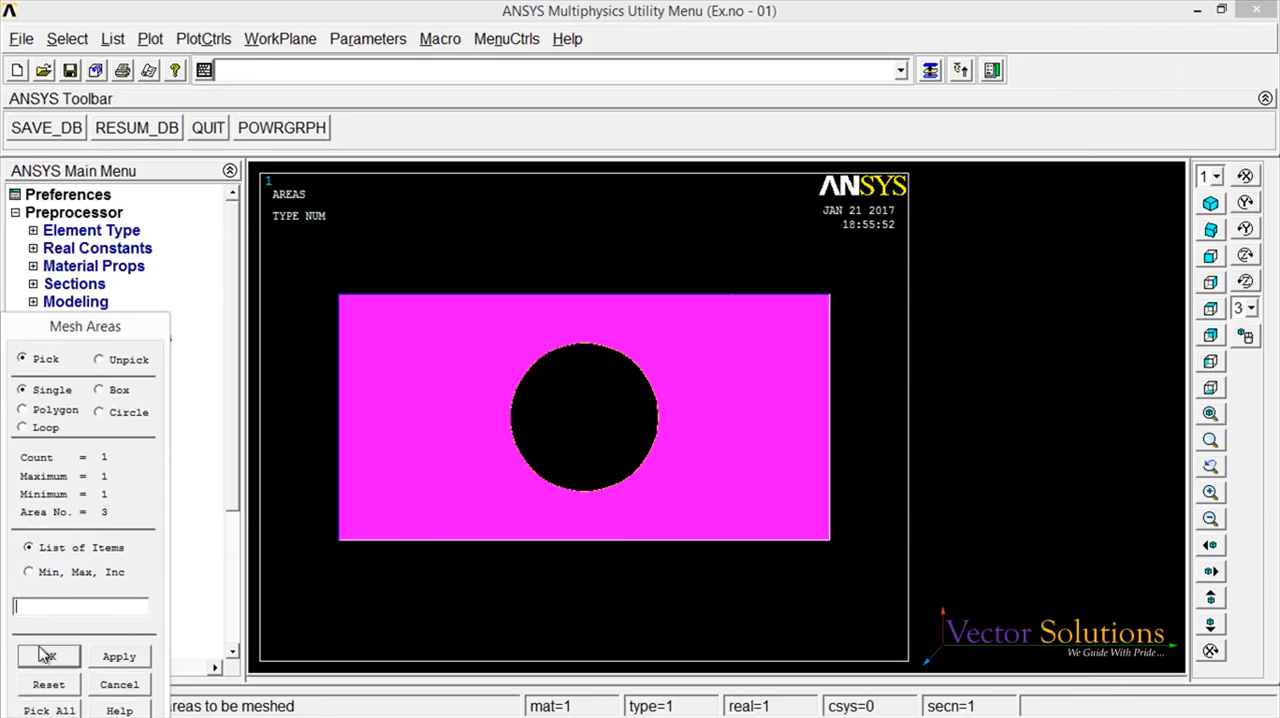 ANSYS Multiphysics Utility Menu (Ex.no - 01)
File Select List Plot PlotCtrls WorkPlane Parameters Macro MenuCtrls Help
ANSYS Toolbar
SAVE_DB RESUM_DB QUIT POWRGRPH
ANSYS Main Menu
Preferences
Preprocessor
Element Type
Real Constants
Material Props
Sections
Modeling
Mesh Areas
Pick Unpick
Single Box
Polygon Circle
Loop
Count = 1
Maximum = 1
Minimum = 1
Area No. = 3
List of Items
Min, Max, Inc
Apply
Reset Cancel
Pick All Help
1
AREAS
TYPE NUM
ANSYS
JAN 21 2017
18:55:52
1
3
Vector Solutions
We Guide With Pride...
areas to be meshed mat=1 type=1 real=1 csys=0 secn=1